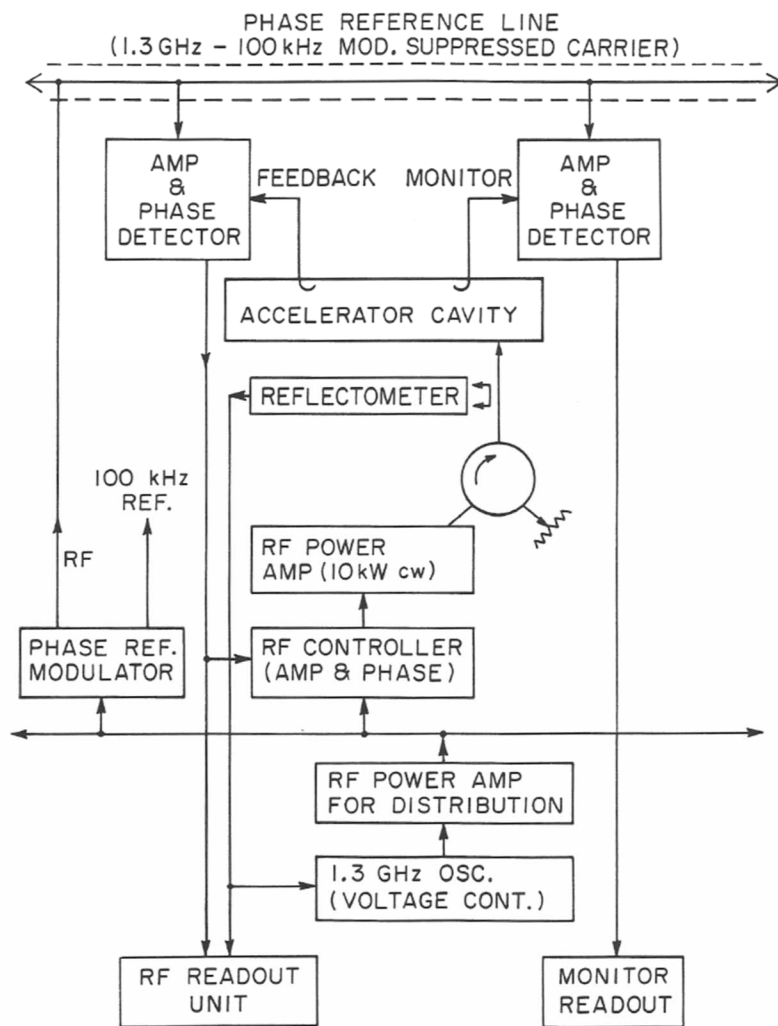 PHASE REFERENCE LINE
(1.3 GHz – 100 kHz MOD. SUPPRESSED CARRIER)
AMP
&
PHASE
DETECTOR
FEEDBACK
MONITOR
AMP
&
PHASE
DETECTOR
ACCELERATOR CAVITY
REFLECTOMETER
100 kHz
REF.
RF
RF POWER
AMP (10 kW cw)
PHASE REF.
MODULATOR
RF CONTROLLER
(AMP & PHASE)
RF POWER AMP
FOR DISTRIBUTION
1.3 GHz OSC.
(VOLTAGE CONT.)
RF READOUT
UNIT
MONITOR
READOUT